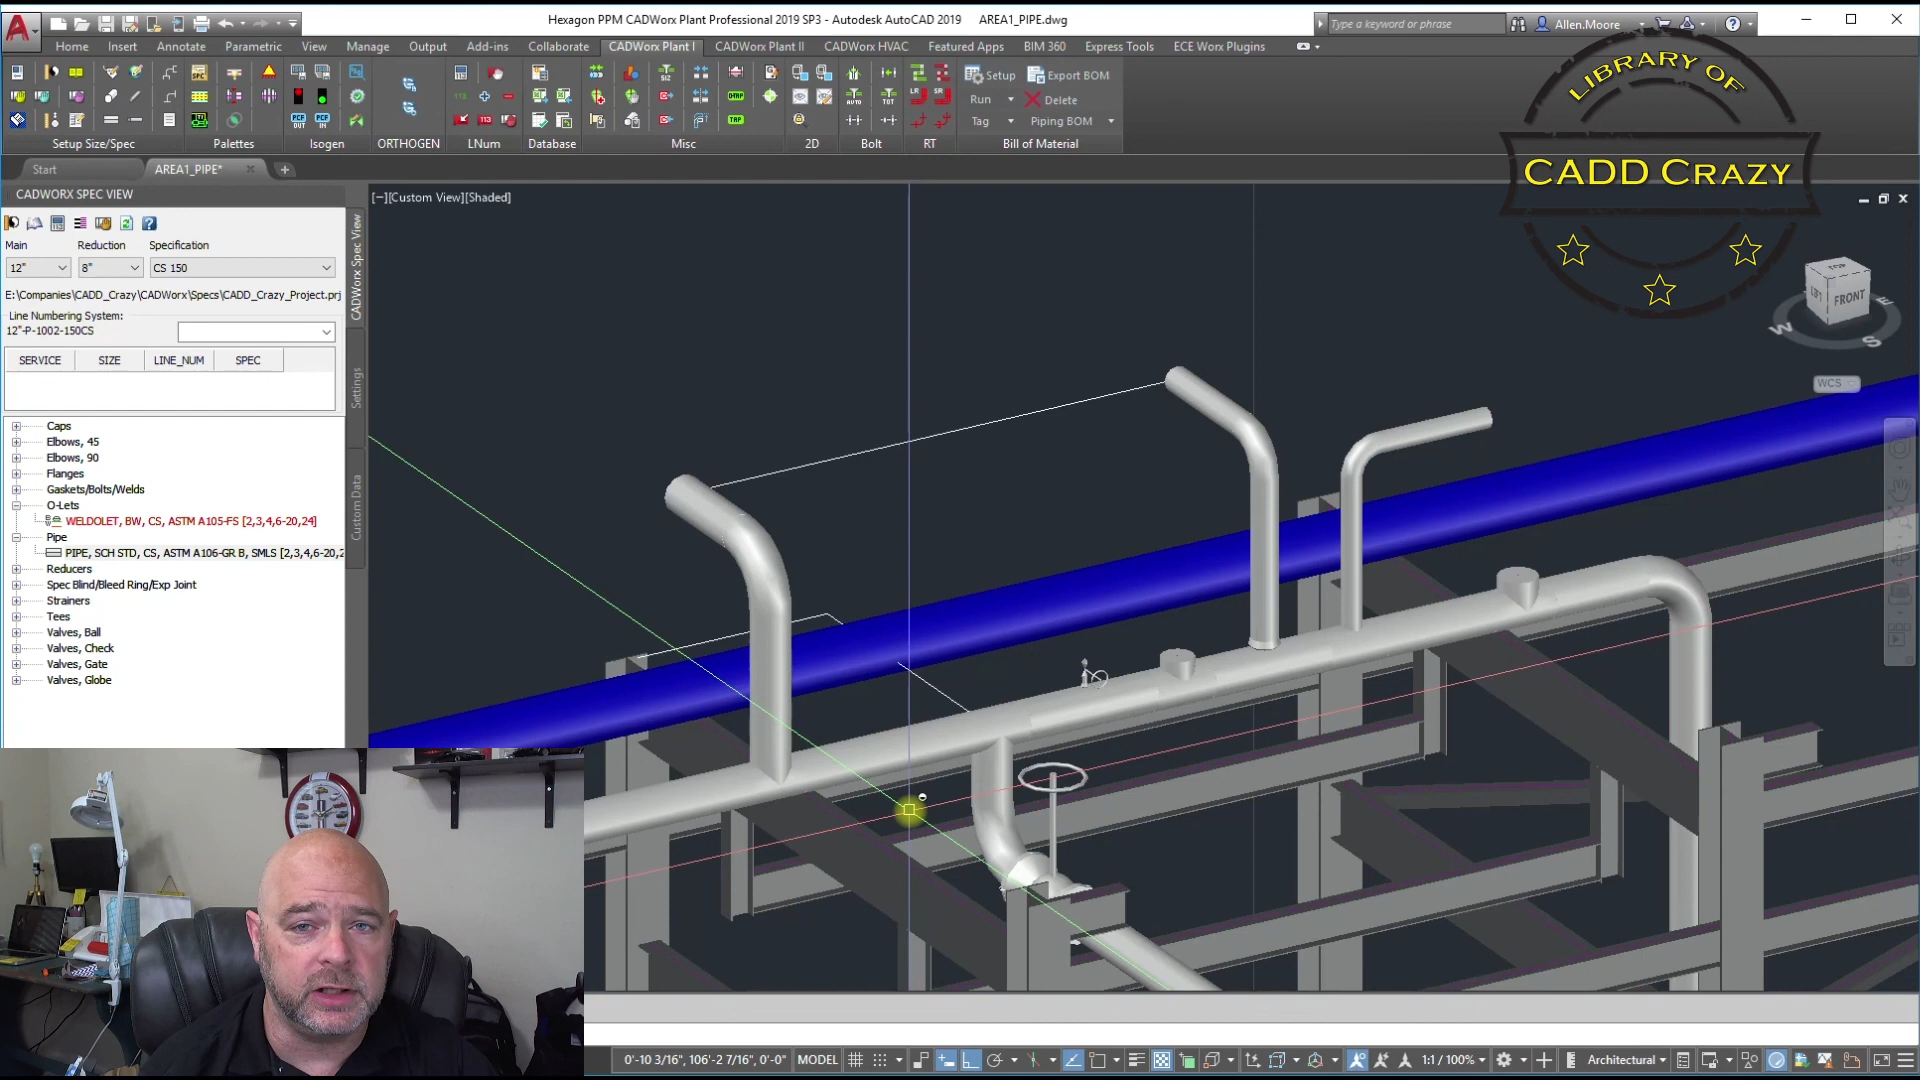 Hexagon PPM CADWorx Plant Professional 2019 SP3 - Autodesk AutoCAD 2019 AREA1_PIPE.dwg
Type a keyword or phrase
Allen.Moore
Home Insert Annotate Parametric View Manage Output Add-ins Collaborate CADWorx Plant I CADWorx Plant II CADWorx HVAC Featured Apps BIM 360 Express Tools ECE Worx Plugins
Setup Export BOM
Run Delete
Tag Piping BOM
Setup Size/Spec Palettes Isogen ORTHOGEN LNum Database Misc 2D Bolt RT Bill of Material
LIBRARY OF
CADD CRAZY
Start AREA1_PIPE*
CADWORX SPEC VIEW
[−][Custom View][Shaded]
Main Reduction Specification
12" 8" CS 150
E:\Companies\CADD_Crazy\CADWorx\Specs\CADD_Crazy_Project.prj
Line Numbering System:
12"-P-1002-150CS
SERVICE SIZE LINE_NUM SPEC
CADWorx Spec View
Settings
Custom Data
Caps
Elbows, 45
Elbows, 90
Flanges
Gaskets/Bolts/Welds
O-Lets
WELDOLET, BW, CS, ASTM A105-FS [2,3,4,6-20,24]
Pipe
PIPE, SCH STD, CS, ASTM A106-GR B, SMLS [2,3,4,6-20,2
Reducers
Spec Blind/Bleed Ring/Exp Joint
Strainers
Tees
Valves, Ball
Valves, Check
Valves, Gate
Valves, Globe
TOP
FRONT
W
S
E
WCS
0'-10 3/16", 106'-2 7/16", 0'-0" MODEL 1:1 / 100% Architectural